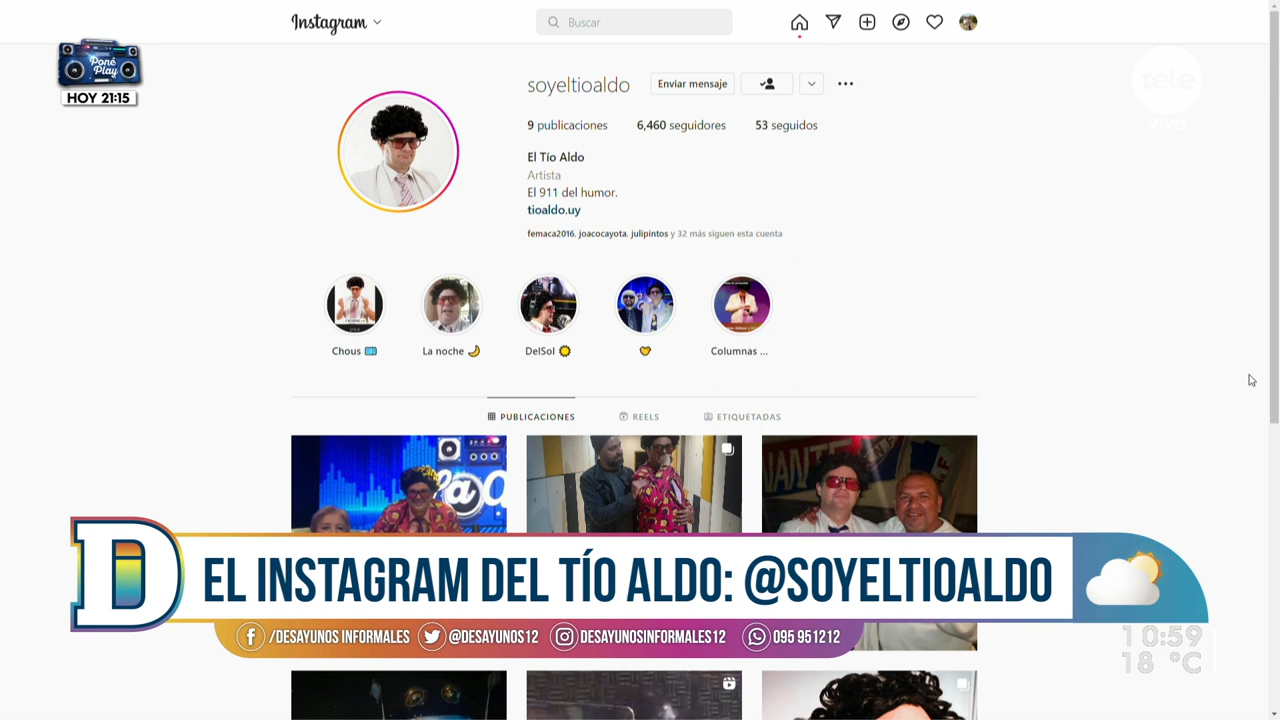 Instagram
Buscar
Poné
Play
HOY 21:15
tele
VIVO
soyeltioaldo
Enviar mensaje
9 publicaciones
6,460 seguidores
53 seguidos
El Tío Aldo
Artista
El 911 del humor.
tioaldo.uy
femaca2016, joacocayota, julipintos y 32 más siguen esta cuenta
Chous
La noche
DelSol
Columnas ...
PUBLICACIONES
REELS
ETIQUETADAS
EL INSTAGRAM DEL TÍO ALDO: @SOYELTIOALDO
/DESAYUNOS INFORMALES
@DESAYUNOS12
DESAYUNOSINFORMALES12
095 951212
10:59
18 °C